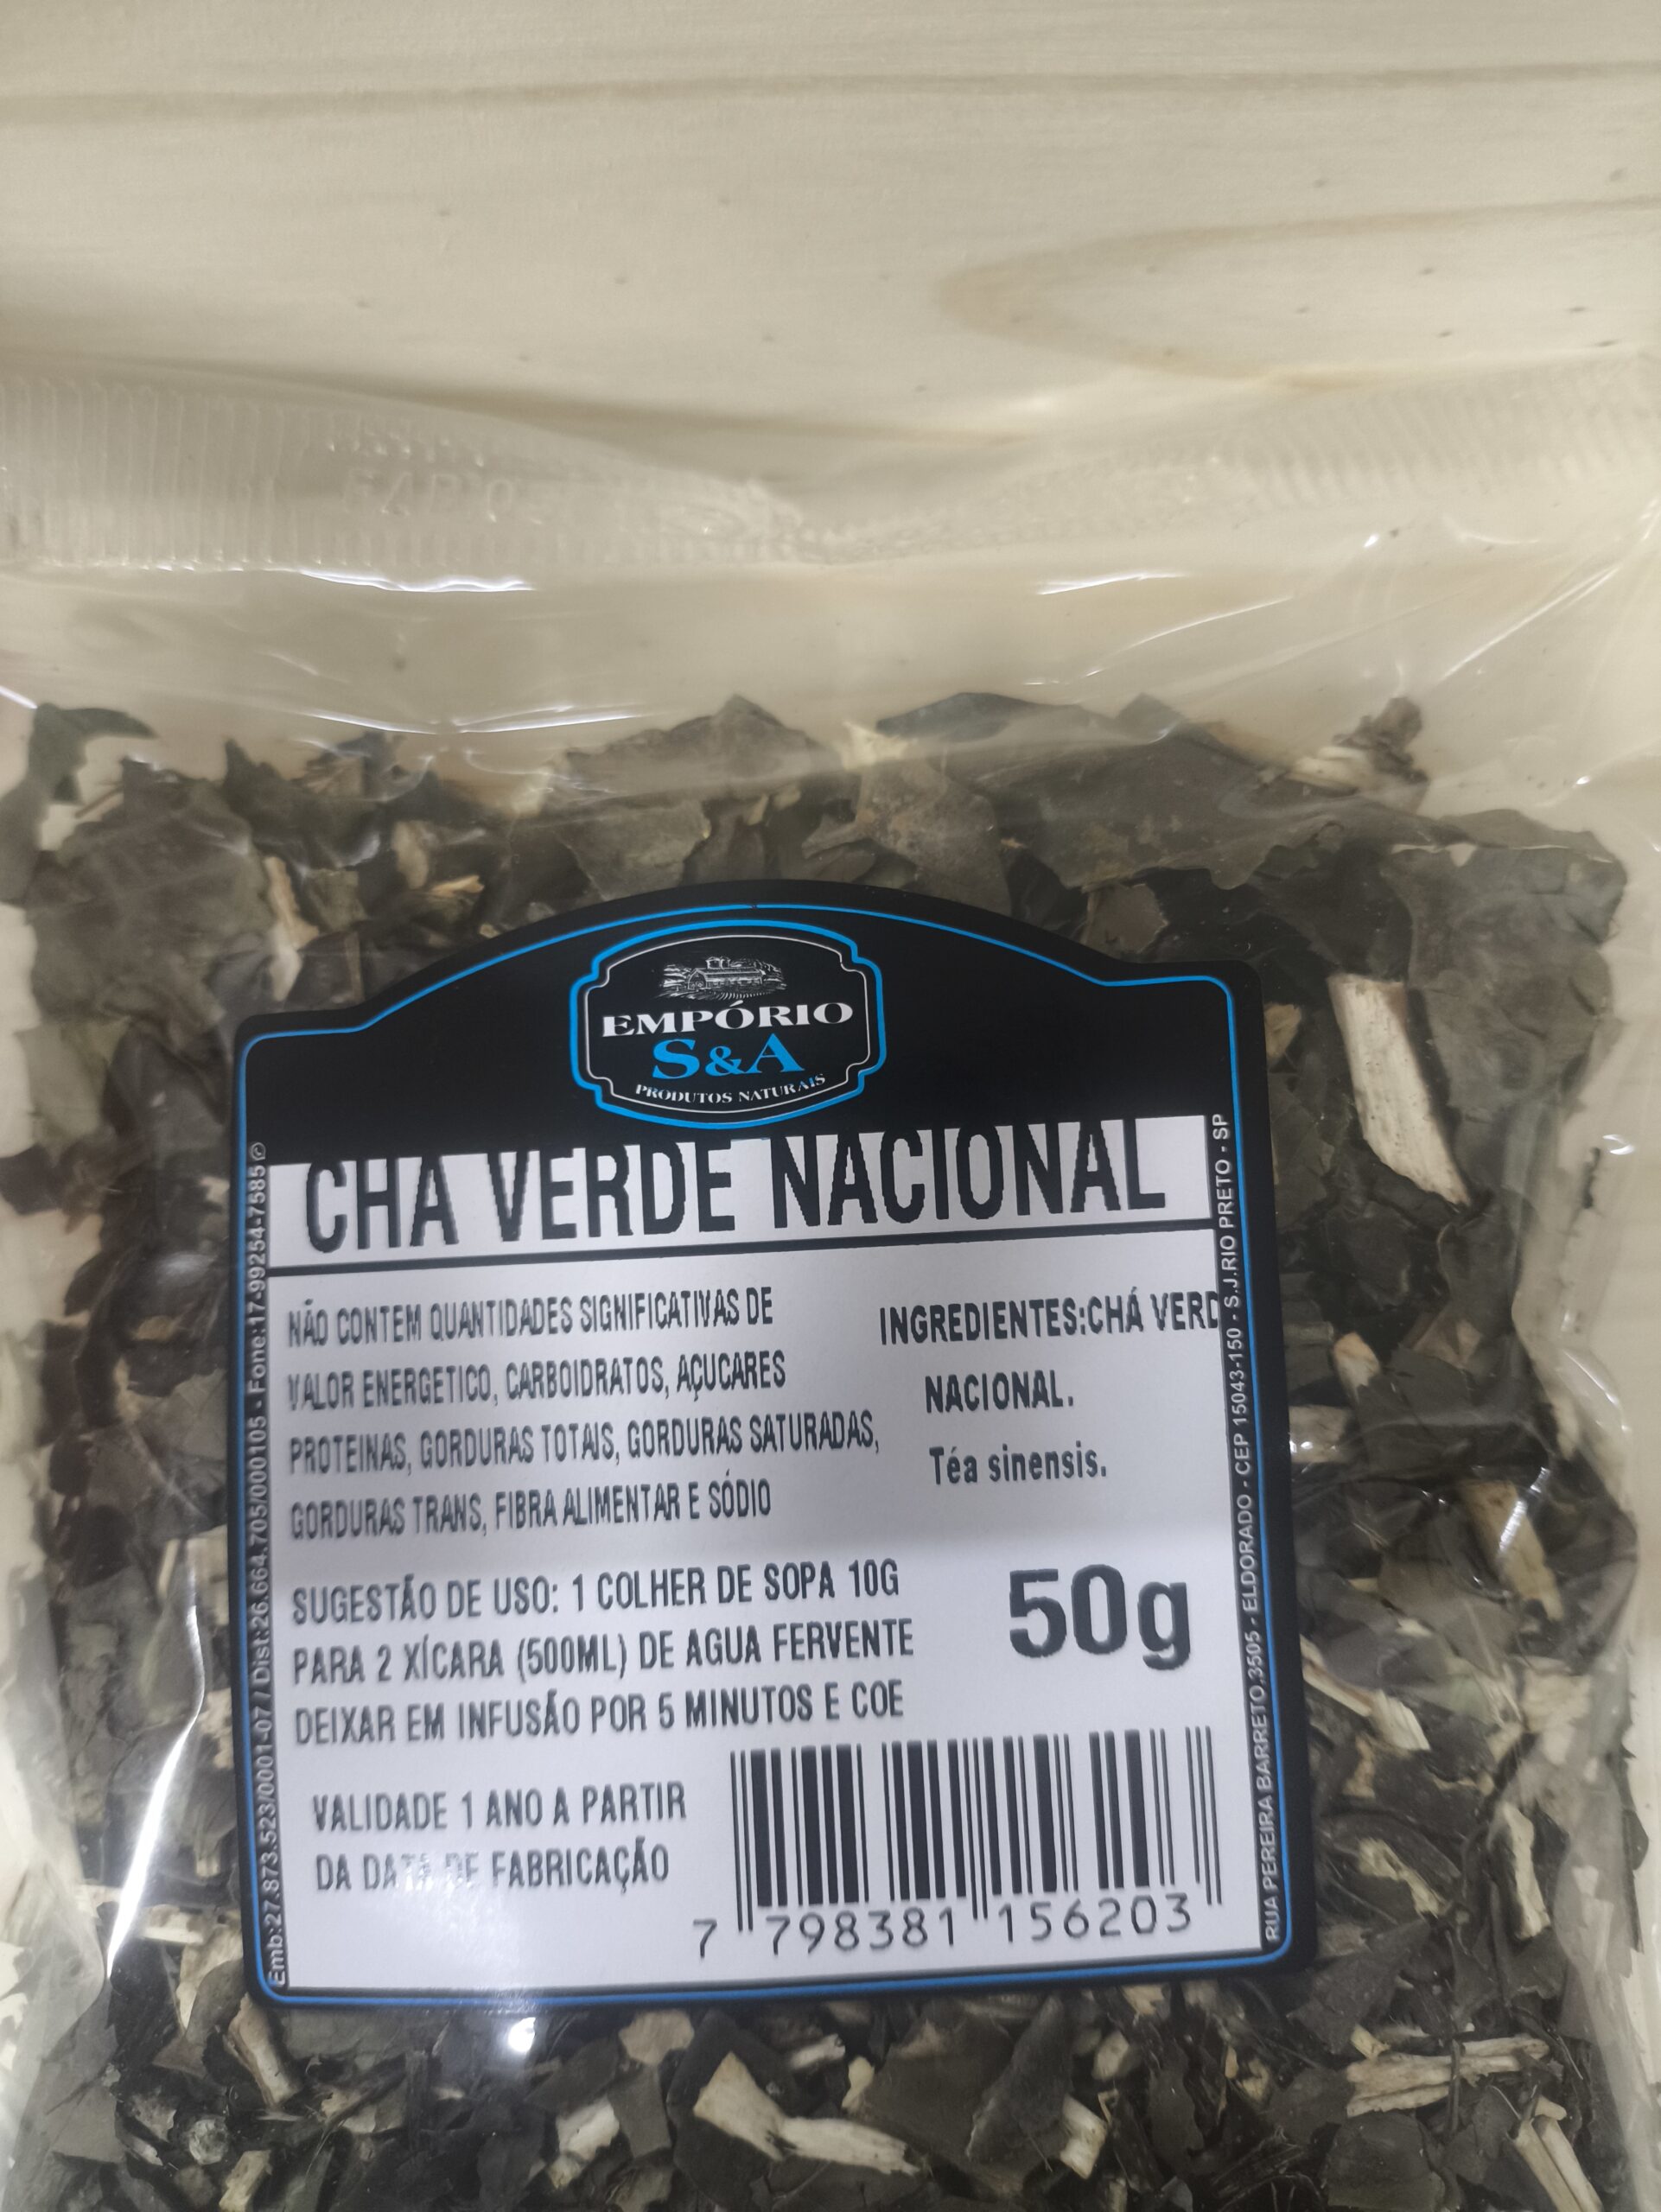 EMPÓRIO
S&A
PRODUTOS NATURAIS
CHA VERDE NACIONAL
NÃO CONTEM QUANTIDADES SIGNIFICATIVAS DE
VALOR ENERGETICO, CARBOIDRATOS, AÇUCARES
PROTEINAS, GORDURAS TOTAIS, GORDURAS SATURADAS,
GORDURAS TRANS, FIBRA ALIMENTAR E SÓDIO
INGREDIENTES:CHÁ VERD
NACIONAL.
Téa sinensis.
SUGESTÃO DE USO: 1 COLHER DE SOPA 10G
PARA 2 XÍCARA (500ML) DE AGUA FERVENTE
DEIXAR EM INFUSÃO POR 5 MINUTOS E COE
50g
VALIDADE 1 ANO A PARTIR
DA DATA DE FABRICAÇÃO
7 798381 156203
Emb:27.873.523/0001-07 / Dist:26.664.705/000105 - Fone:17-99254-7585 ©
RUA PEREIRA BARRETO,3505 - ELDORADO - CEP 15043-150 - S.J.RIO PRETO - SP